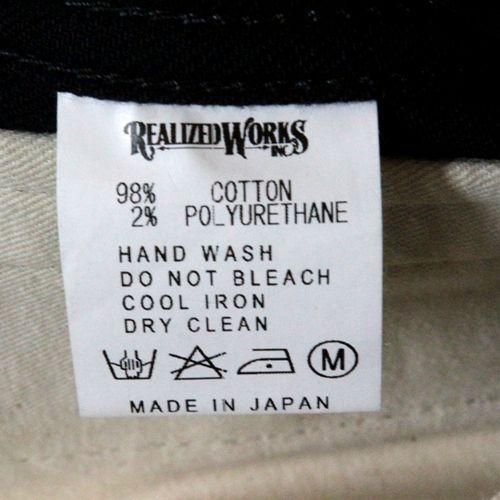 REALIZED WORKS INC.
98% COTTON
2% POLYURETHANE
HAND WASH
DO NOT BLEACH
COOL IRON
DRY CLEAN
M
MADE IN JAPAN